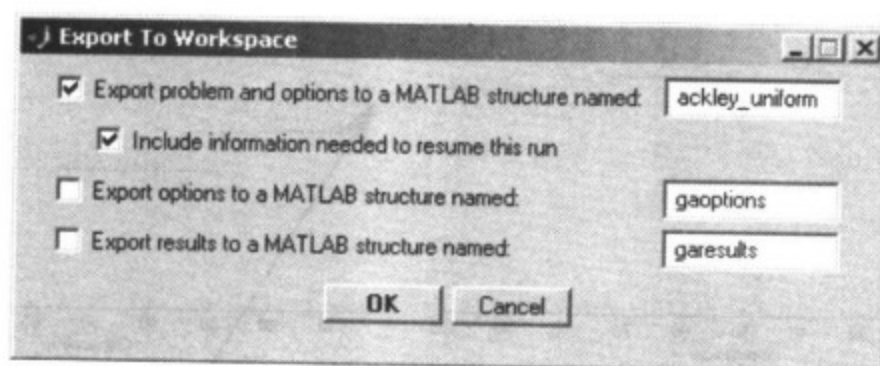 Export To Workspace
Export problem and options to a MATLAB structure named: ackley_uniform
Include information needed to resume this run
Export options to a MATLAB structure named: gaoptions
Export results to a MATLAB structure named: garesults
OK Cancel